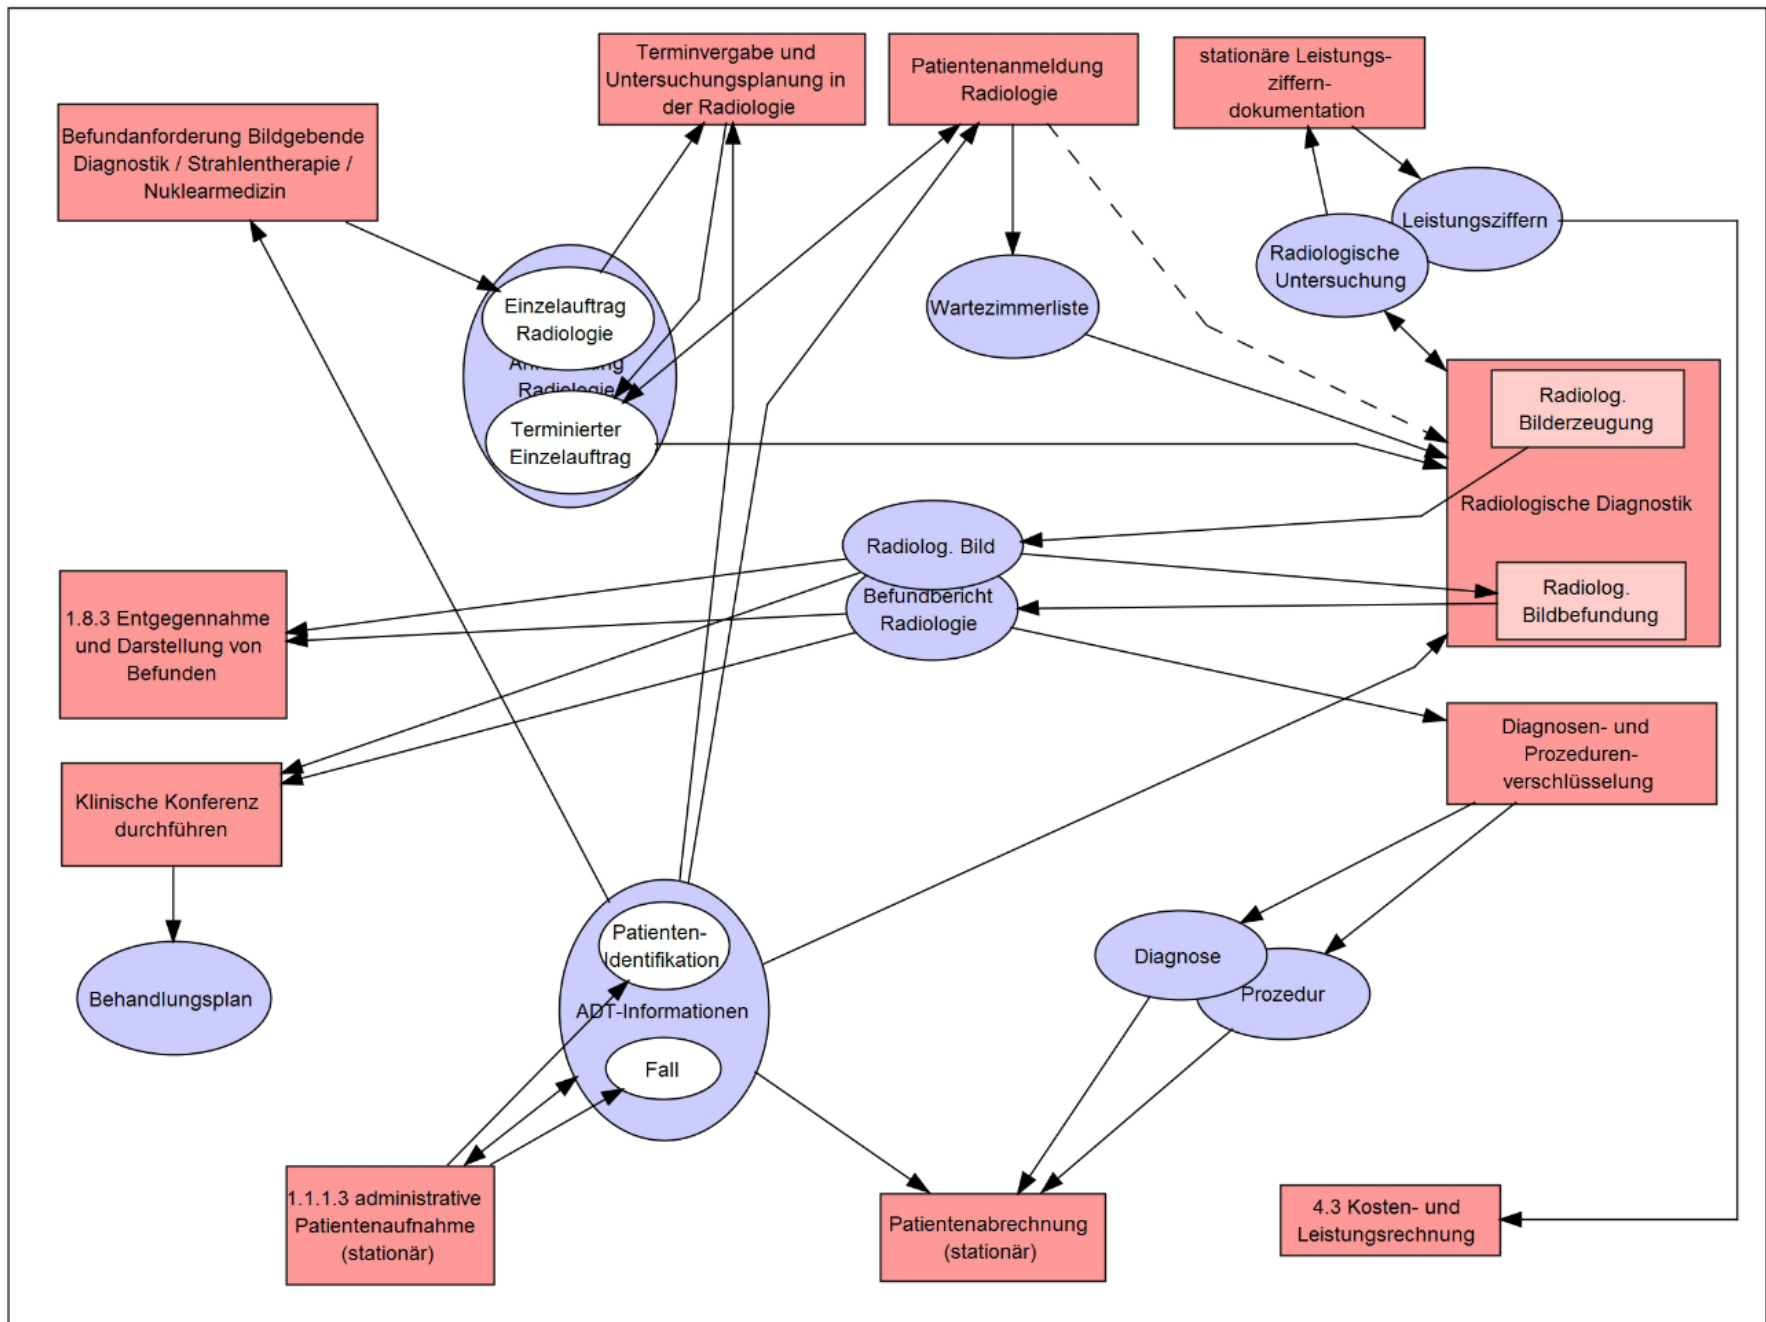 Terminvergabe und
Untersuchungsplanung in
der Radiologie
Patientenanmeldung
Radiologie
stationäre Leistungs-
ziffern-
dokumentation
Befundanforderung Bildgebende
Diagnostik / Strahlentherapie /
Nuklearmedizin
Leistungsziffern
Radiologische
Untersuchung
Einzelauftrag
Radiologie
Wartezimmerliste
Radiologie
Terminierter
Einzelauftrag
Radiolog.
Bilderzeugung
Radiologische Diagnostik
Radiolog.
Bildbefundung
Radiolog. Bild
Befundbericht
Radiologie
1.8.3 Entgegennahme
und Darstellung von
Befunden
Diagnosen- und
Prozeduren-
verschlüsselung
Klinische Konferenz
durchführen
Behandlungsplan
Patienten-
Identifikation
ADT-Informationen
Fall
Diagnose
Prozedur
1.1.1.3 administrative
Patientenaufnahme
(stationär)
Patientenabrechnung
(stationär)
4.3 Kosten- und
Leistungsrechnung